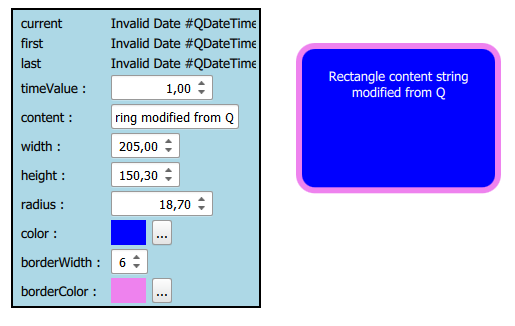 current Invalid Date #QDateTime
first Invalid Date #QDateTime
last Invalid Date #QDateTime
timeValue : 1,00
content : ring modified from Q
width : 205,00
height : 150,30
radius : 18,70
color : ...
borderWidth : 6
borderColor : ...
Rectangle content string
modified from Q